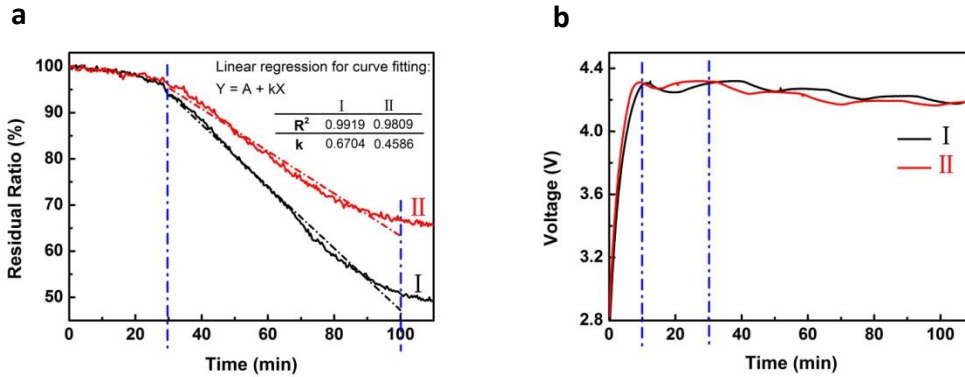 a
Linear regression for curve fitting:
Y = A + kX
I II
R² 0.9919 0.9809
k 0.6704 0.4586
II
I
100
90
80
70
60
50
0 20 40 60 80 100
Residual Ratio (%)
Time (min)
b
4.4
4.0
3.6
3.2
2.8
0 20 40 60 80 100
I
II
Voltage (V)
Time (min)